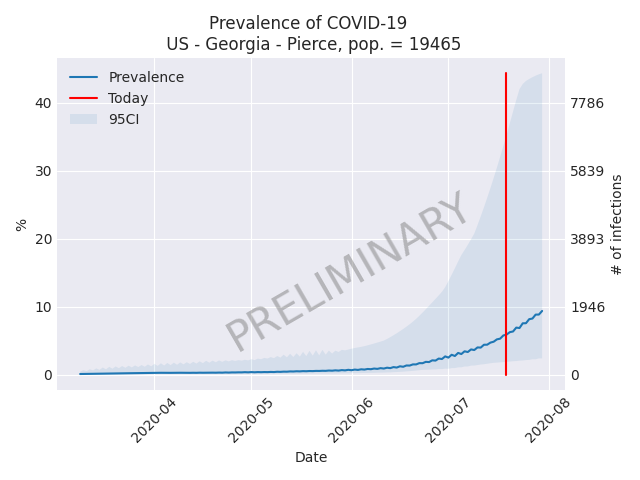 Prevalence of COVID-19
US - Georgia - Pierce, pop. = 19465
Prevalence
Today
95CI
40
30
20
10
0
%
7786
5839
3893
1946
0
# of infections
PRELIMINARY
2020-04
2020-05
2020-06
2020-07
2020-08
Date